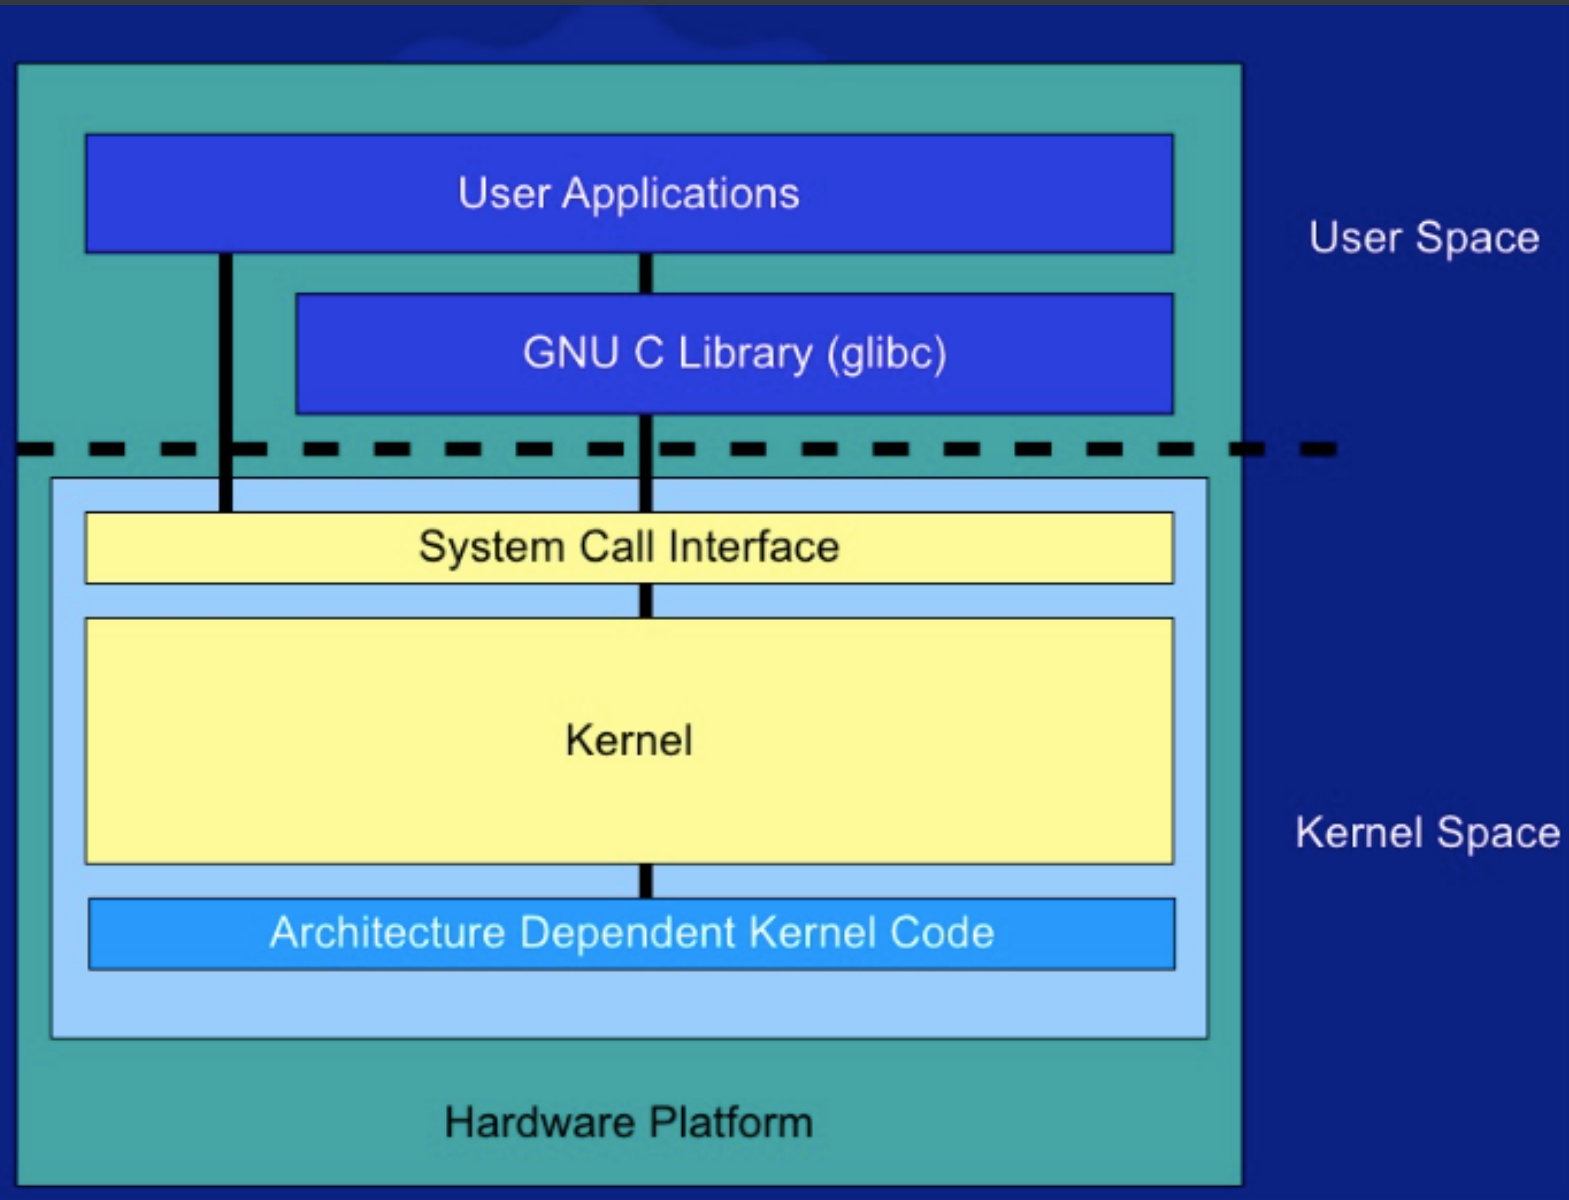 User Applications
User Space
GNU C Library (glibc)
System Call Interface
Kernel
Kernel Space
Architecture Dependent Kernel Code
Hardware Platform